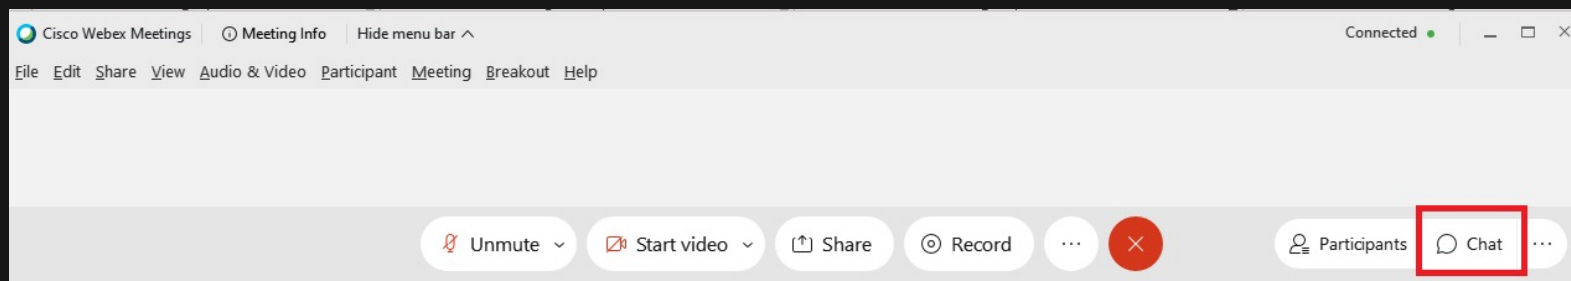 Cisco Webex Meetings Meeting Info Hide menu bar Connected
File Edit Share View Audio & Video Participant Meeting Breakout Help
Unmute Start video Share Record ... Participants Chat ...